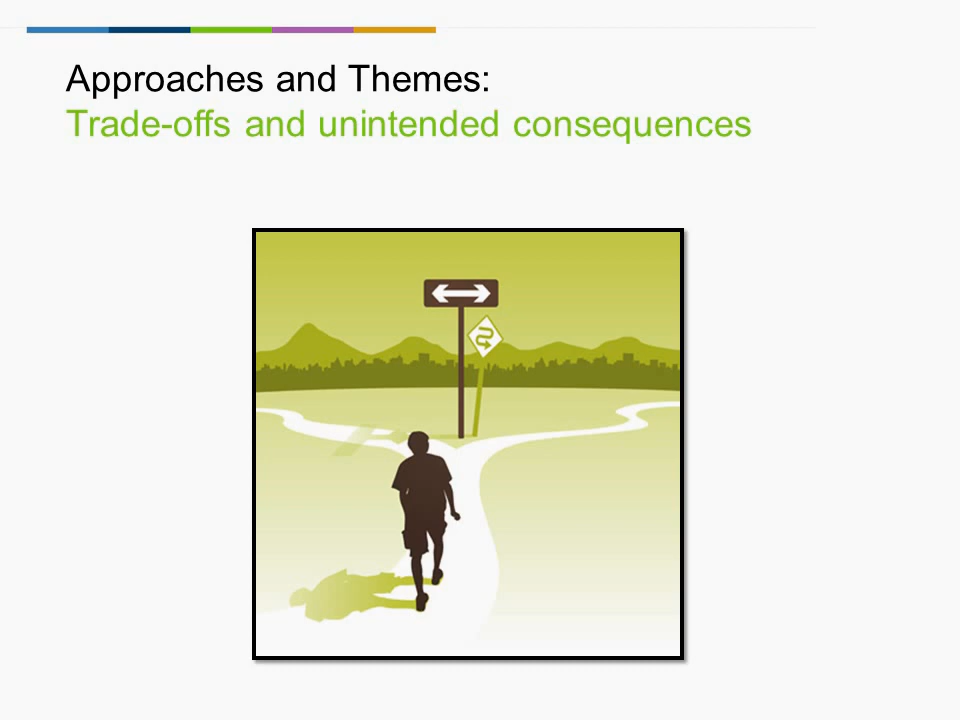 Approaches and Themes:
Trade-offs and unintended consequences